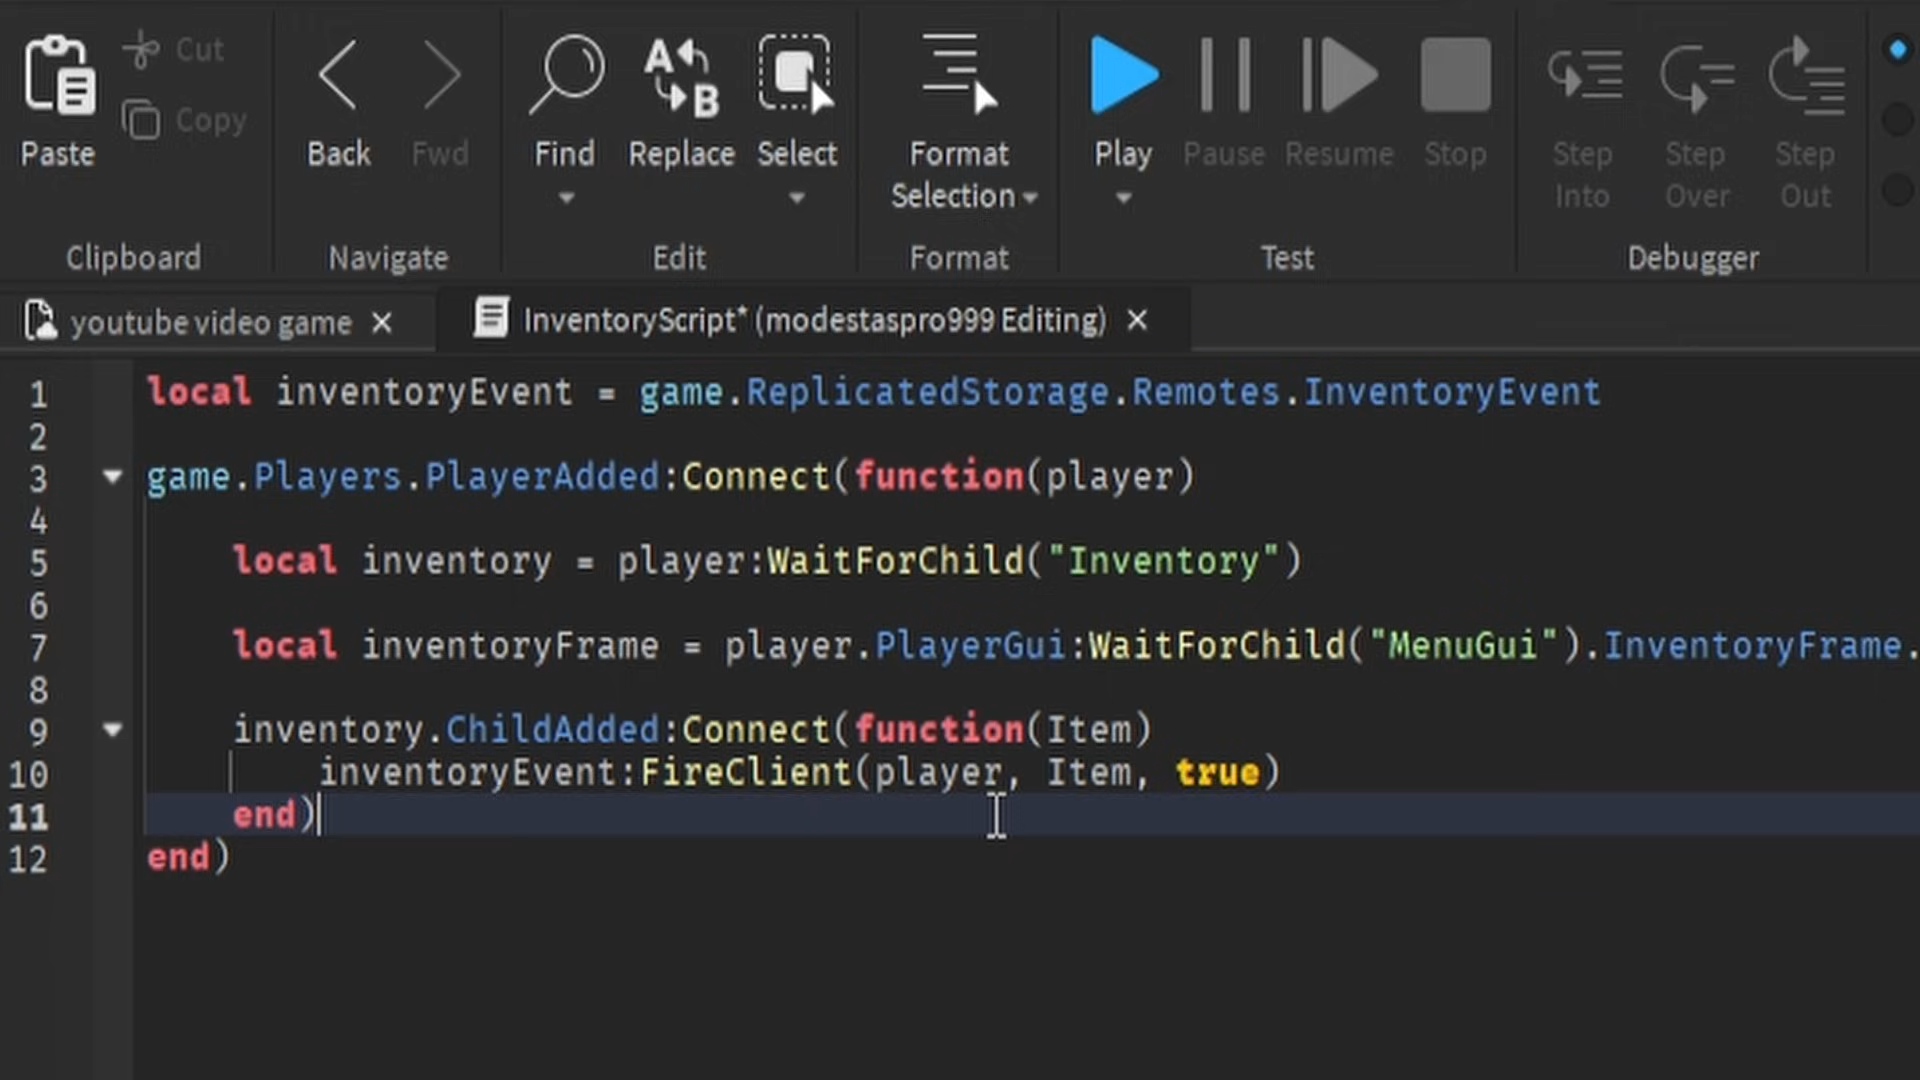 Paste
Cut
Copy
Clipboard
Back
Fwd
Navigate
Find
Replace
Select
Edit
Format
Selection
Format
Play
Pause
Resume
Stop
Test
Step
Into
Step
Over
Step
Out
Debugger
youtube video game
InventoryScript* (modestaspro999 Editing)
1 local inventoryEvent = game.ReplicatedStorage.Remotes.InventoryEvent
2
3 game.Players.PlayerAdded:Connect(function(player)
4
5 local inventory = player:WaitForChild("Inventory")
6
7 local inventoryFrame = player.PlayerGui:WaitForChild("MenuGui").InventoryFrame.
8
9 inventory.ChildAdded:Connect(function(Item)
10 inventoryEvent:FireClient(player, Item, true)
11 end)
12 end)